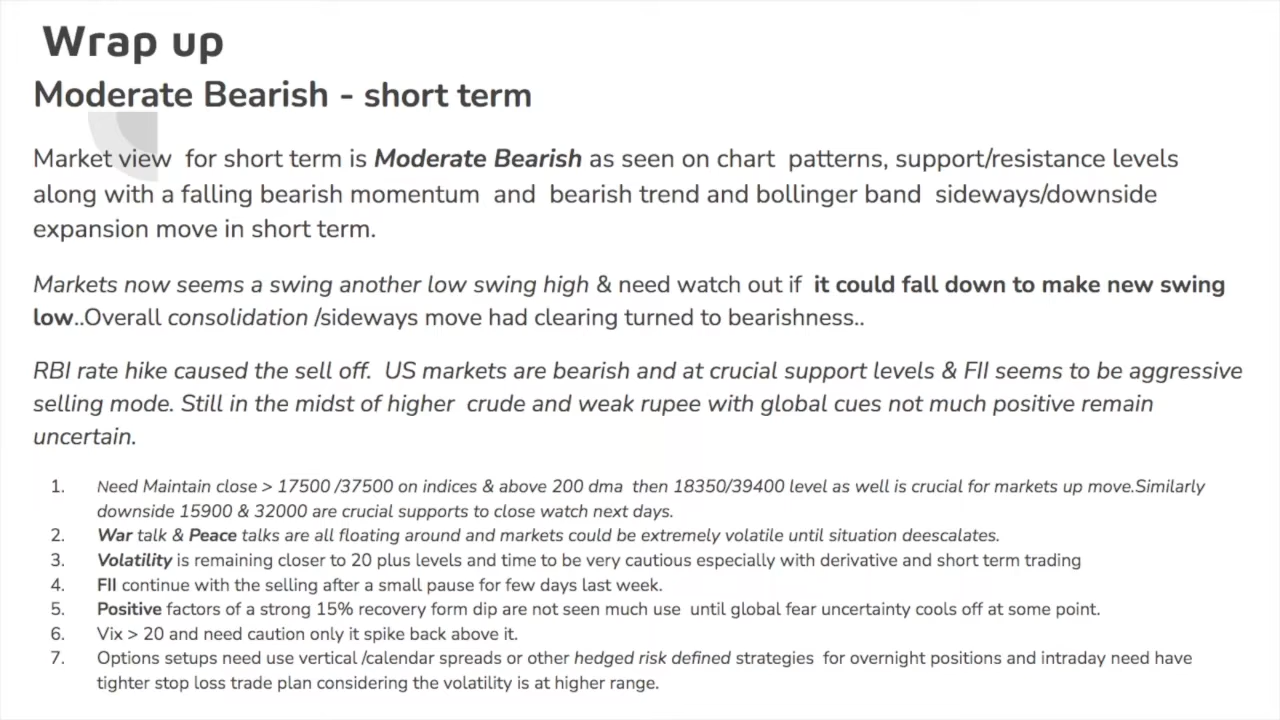 Wrap up
Moderate Bearish - short term
Market view for short term is Moderate Bearish as seen on chart patterns, support/resistance levels
along with a falling bearish momentum and bearish trend and bollinger band sideways/downside
expansion move in short term.
Markets now seems a swing another low swing high & need watch out if it could fall down to make new swing
low..Overall consolidation /sideways move had clearing turned to bearishness..
RBI rate hike caused the sell off. US markets are bearish and at crucial support levels & FII seems to be aggressive
selling mode. Still in the midst of higher crude and weak rupee with global cues not much positive remain
uncertain.
1. Need Maintain close > 17500 /37500 on indices & above 200 dma then 18350/39400 level as well is crucial for markets up move.Similarly
downside 15900 & 32000 are crucial supports to close watch next days.
2. War talk & Peace talks are all floating around and markets could be extremely volatile until situation deescalates.
3. Volatility is remaining closer to 20 plus levels and time to be very cautious especially with derivative and short term trading
4. FII continue with the selling after a small pause for few days last week.
5. Positive factors of a strong 15% recovery form dip are not seen much use until global fear uncertainty cools off at some point.
6. Vix > 20 and need caution only it spike back above it.
7. Options setups need use vertical /calendar spreads or other hedged risk defined strategies for overnight positions and intraday need have
tighter stop loss trade plan considering the volatility is at higher range.